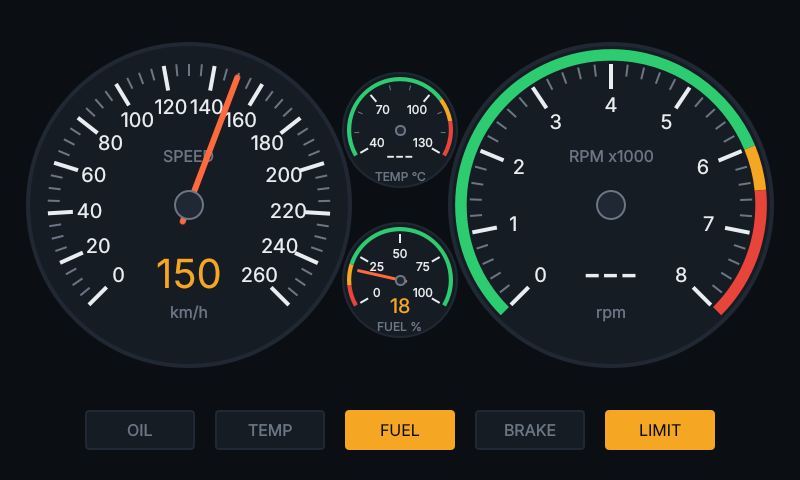 0 20 40 60 80 100 120 140 160 180 200 220 240 260
SPEED
150
km/h
40 70 100 130
---
TEMP °C
0 25 50 75 100
18
FUEL %
0 1 2 3 4 5 6 7 8
RPM x1000
---
rpm
OIL
TEMP
FUEL
BRAKE
LIMIT